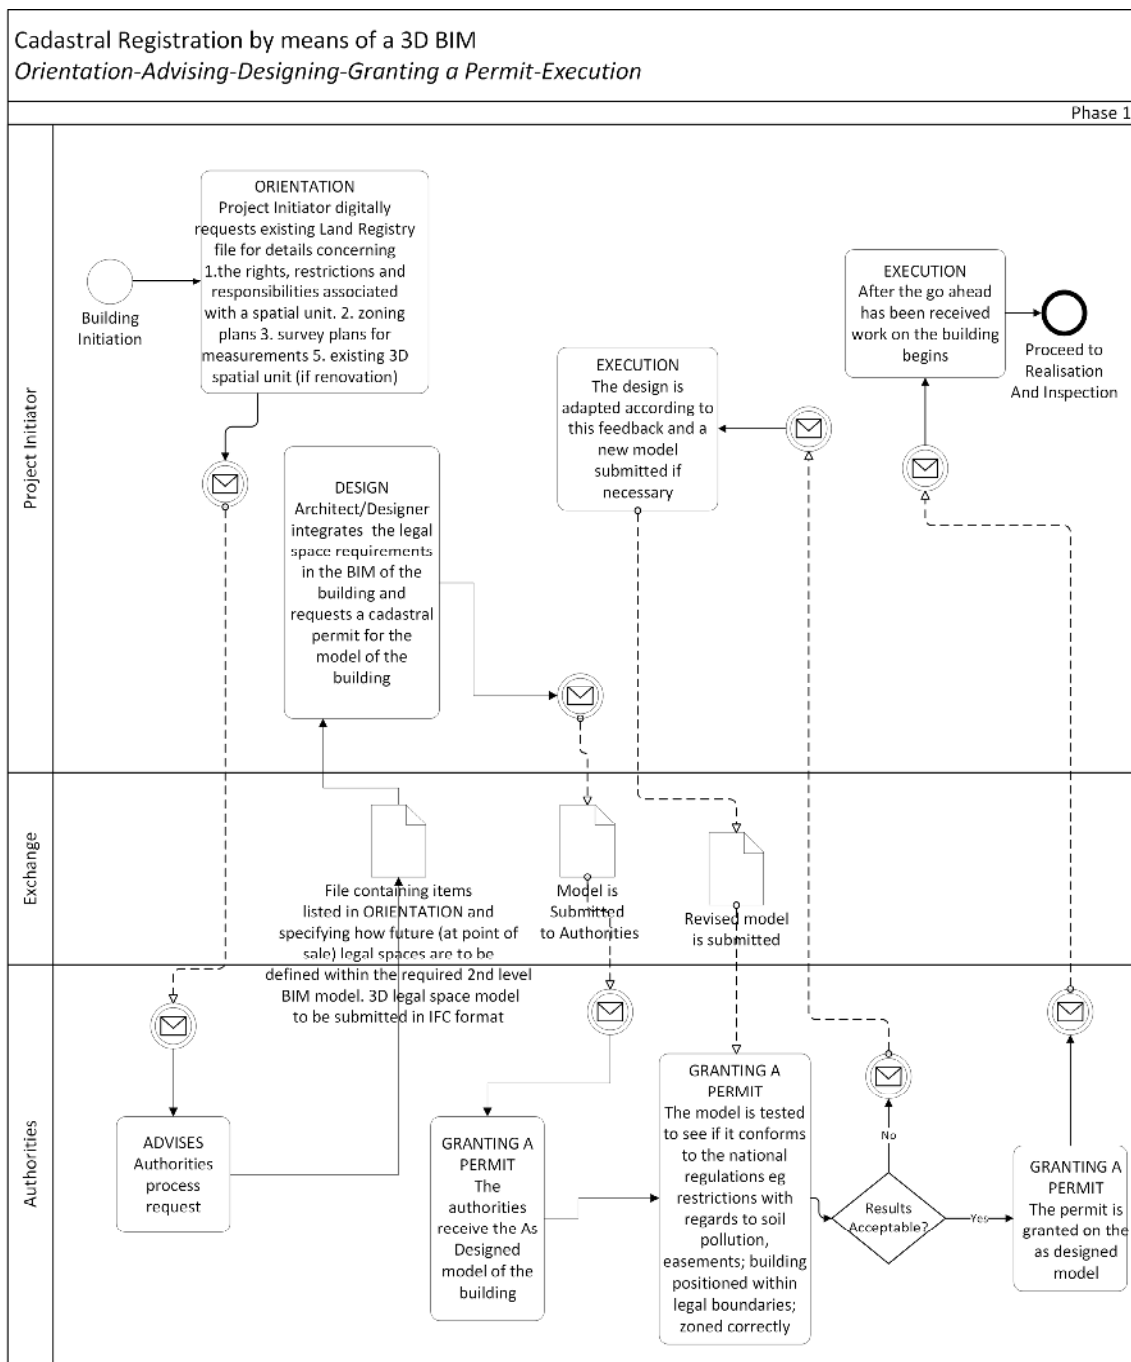 Cadastral Registration by means of a 3D BIM
Orientation-Advising-Designing-Granting a Permit-Execution
Phase 1
Project Initiator
Building
Initiation
ORIENTATION
Project Initiator digitally
requests existing Land Registry
file for details concerning
1.the rights, restrictions and
responsibilities associated
with a spatial unit. 2. zoning
plans 3. survey plans for
measurements 5. existing 3D
spatial unit (if renovation)
DESIGN
Architect/Designer
integrates the legal
space requirements
in the BIM of the
building and
requests a cadastral
permit for the
model of the
building
EXECUTION
The design is
adapted according to
this feedback and a
new model
submitted if
necessary
EXECUTION
After the go ahead
has been received
work on the building
begins
Proceed to
Realisation
And Inspection
Exchange
File containing items
listed in ORIENTATION and
specifying how future (at point of
sale) legal spaces are to be
defined within the required 2nd level
BIM model. 3D legal space model
to be submitted in IFC format
Model is
Submitted
to Authorities
Revised model
is submitted
Authorities
ADVISES
Authorities
process
request
GRANTING A
PERMIT
The
authorities
receive the As
Designed
model of the
building
GRANTING A
PERMIT
The model is tested
to see if it conforms
to the national
regulations eg
restrictions with
regards to soil
pollution,
easements; building
positioned within
legal boundaries;
zoned correctly
Results
Acceptable?
No
Yes
GRANTING A
PERMIT
The permit is
granted on the
as designed
model